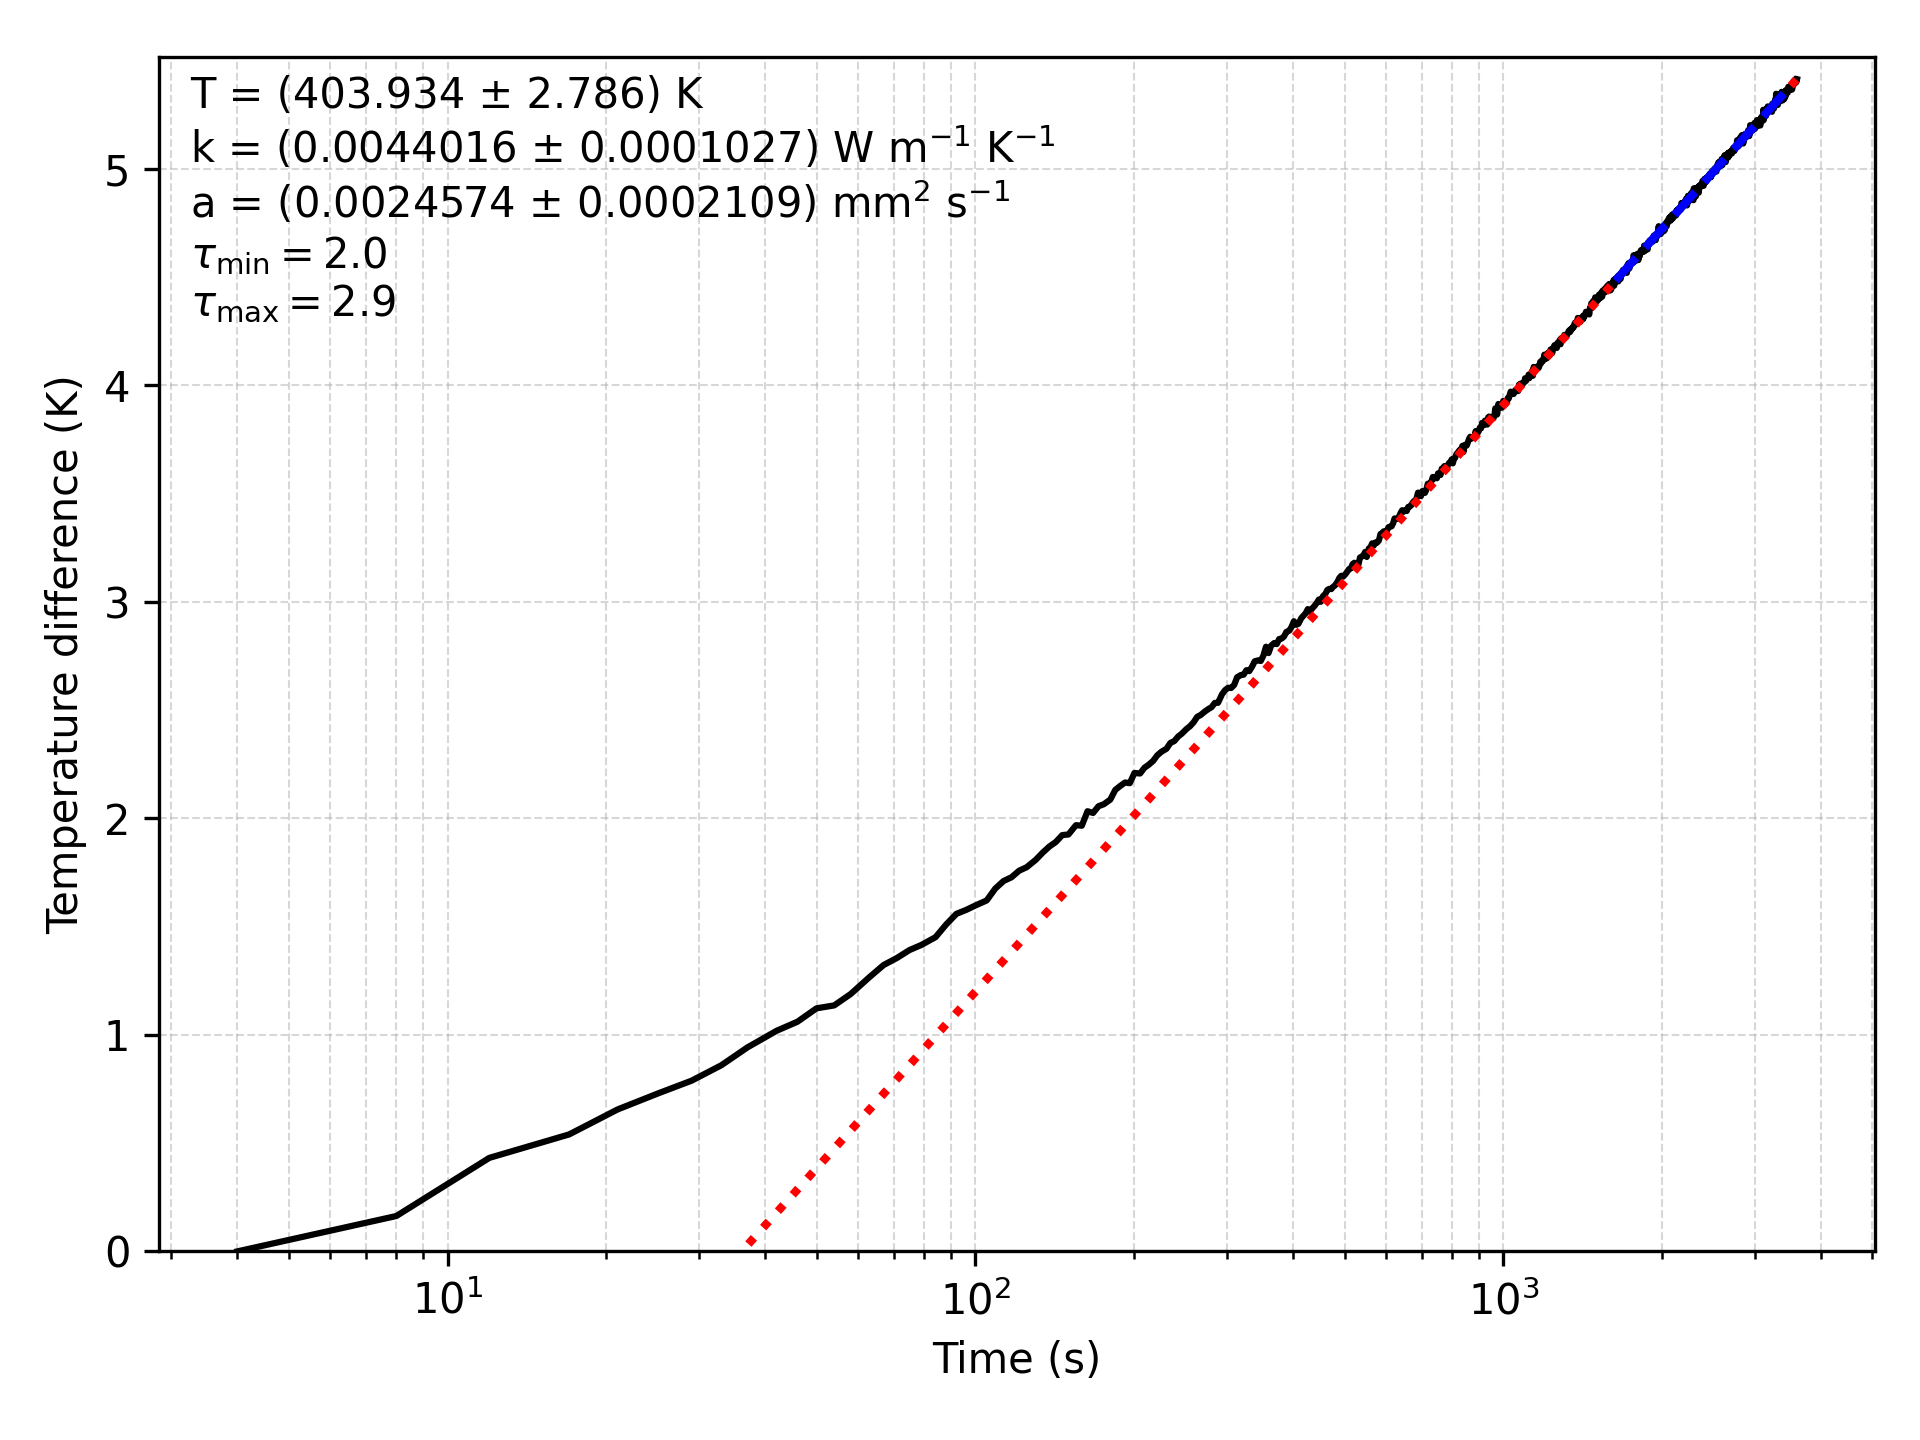 T = (403.934 ± 2.786) K
k = (0.0044016 ± 0.0001027) W m⁻¹ K⁻¹
a = (0.0024574 ± 0.0002109) mm² s⁻¹
τmin = 2.0
τmax = 2.9
Temperature difference (K)
5
4
3
2
1
0
10¹ 10² 10³
Time (s)